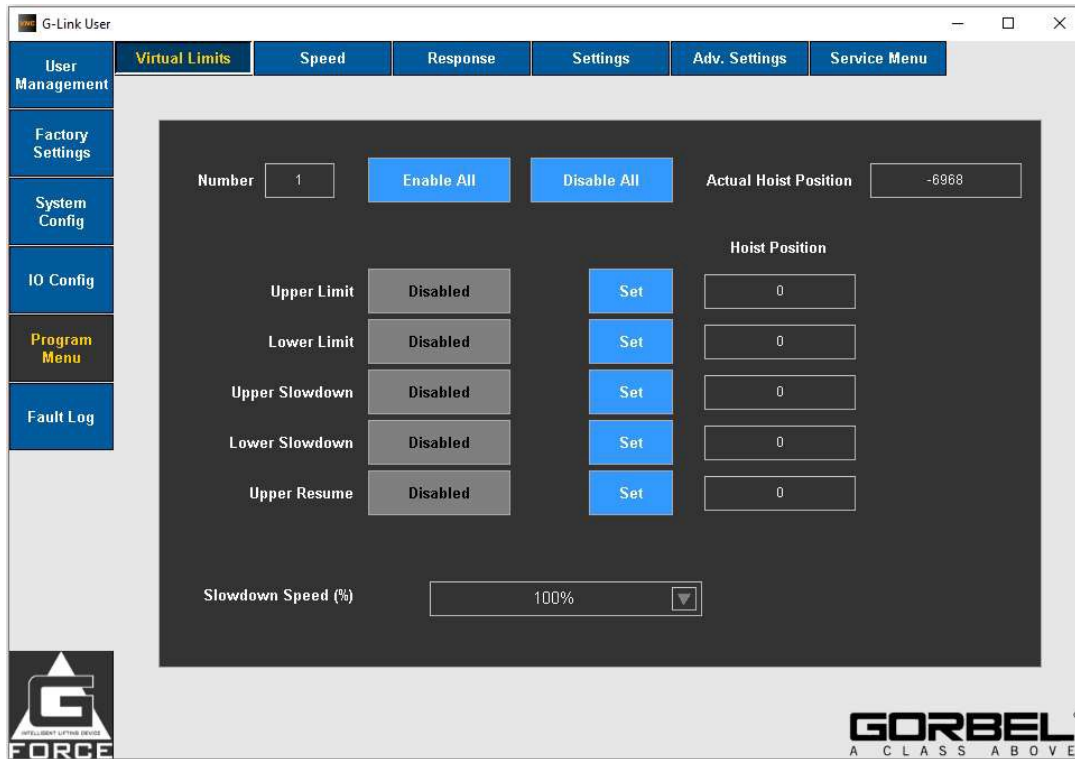 G-Link User
User Management
Factory Settings
System Config
IO Config
Program Menu
Fault Log
Virtual Limits Speed Response Settings Adv. Settings Service Menu
Number 1 Enable All Disable All Actual Hoist Position -6968
Hoist Position
Upper Limit Disabled Set 0
Lower Limit Disabled Set 0
Upper Slowdown Disabled Set 0
Lower Slowdown Disabled Set 0
Upper Resume Disabled Set 0
Slowdown Speed (%) 100%
G
INTELLIGENT LIFTING DEVICE
FORCE
GORBEL
A CLASS ABOVE